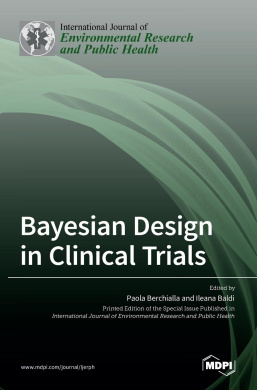 International Journal of
Environmental Research
and Public Health
Bayesian Design
in Clinical Trials
Edited by
Paola Berchialla and Ileana Baldi
Printed Edition of the Special Issue Published in
International Journal of Environmental Research and Public Health
www.mdpi.com/journal/ijerph
MDPI